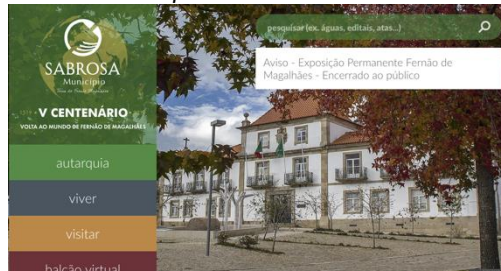 pesquisar (ex. águas, editais, atas...)
Aviso - Exposição Permanente Fernão de
Magalhães - Encerrado ao público
SABROSA
Município
V CENTENÁRIO
VOLTA AO MUNDO DE FERNÃO DE MAGALHÃES
autarquia
viver
visitar
balcão virtual